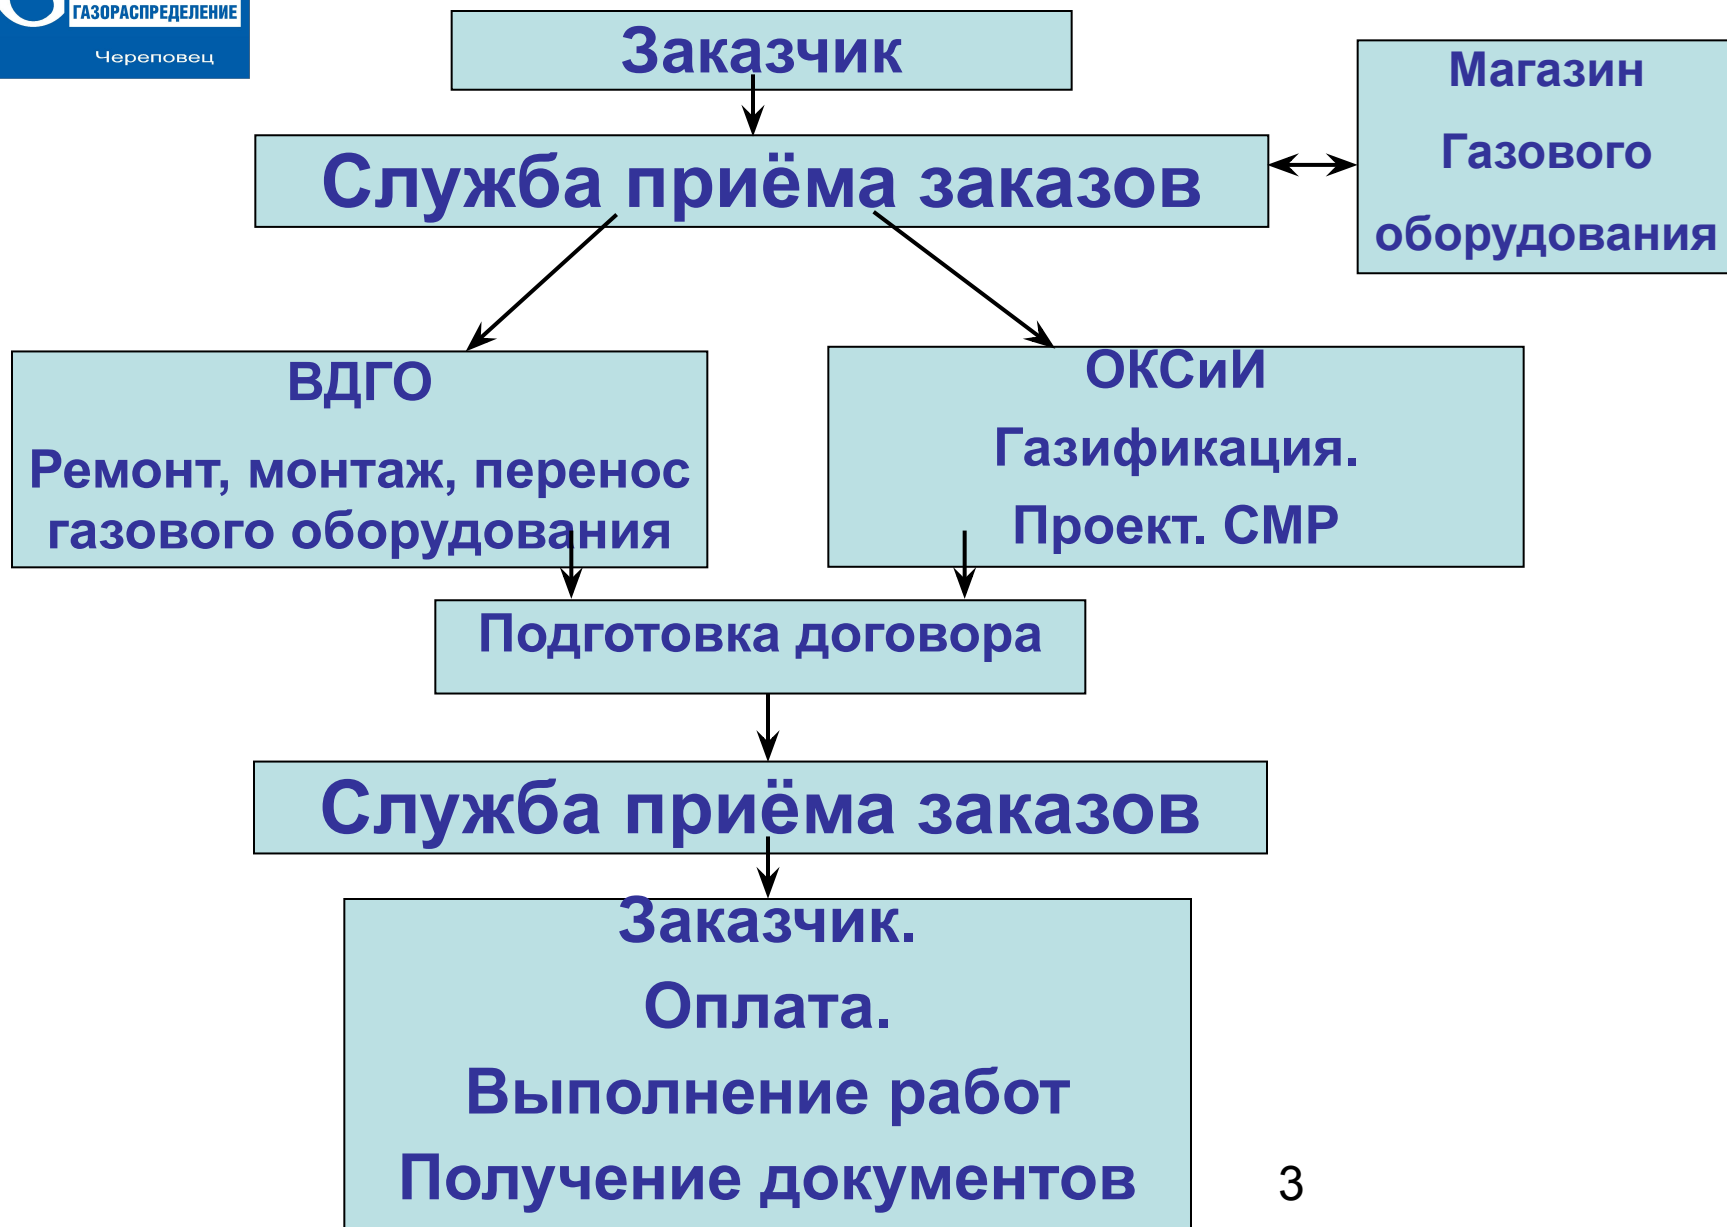 ГАЗОРАСПРЕДЕЛЕНИЕ
Череповец
Заказчик
Магазин
Газового
оборудования
Служба приёма заказов
ВДГО
Ремонт, монтаж, перенос
газового оборудования
ОКСиИ
Газификация.
Проект. СМР
Подготовка договора
Служба приёма заказов
Заказчик.
Оплата.
Выполнение работ
Получение документов
3